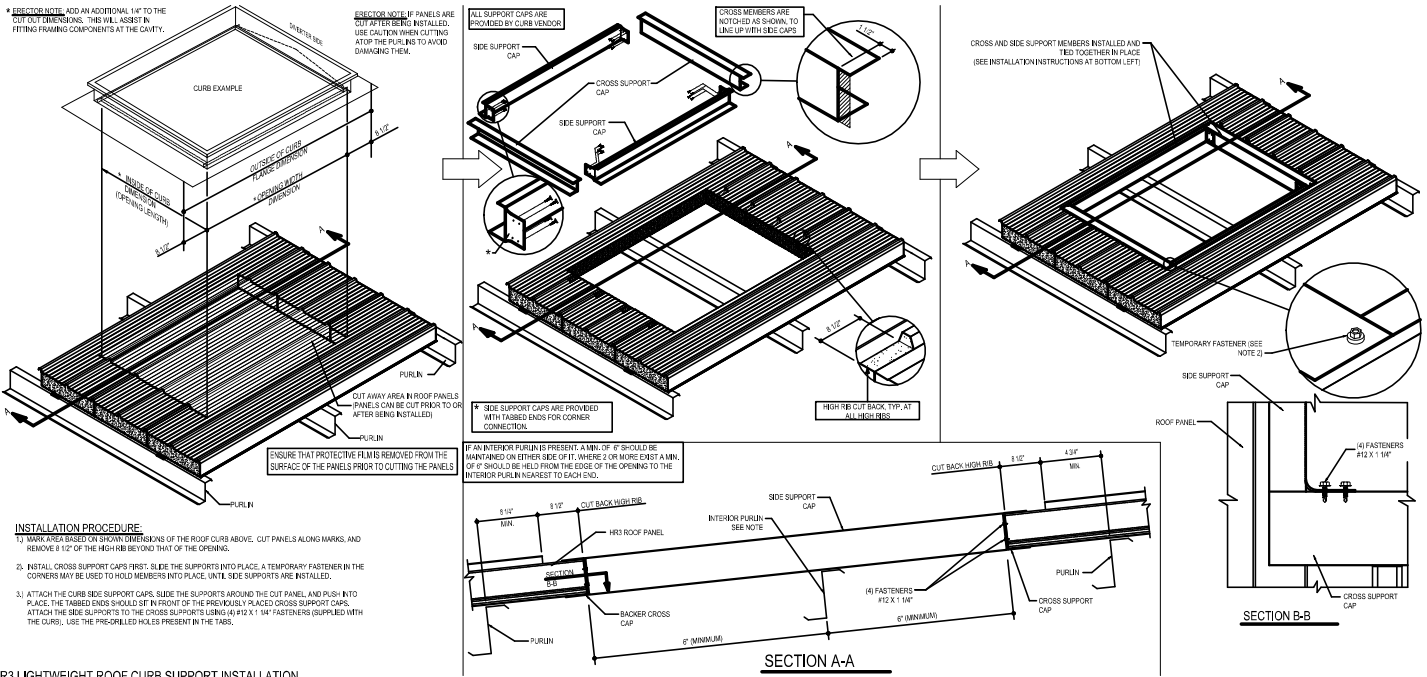 * ERECTOR NOTE: ADD AN ADDITIONAL 1/4" TO THE
CUT OUT DIMENSIONS. THIS WILL ASSIST IN
FITTING FRAMING COMPONENTS AT THE CAVITY.
ERECTOR NOTE: IF PANELS ARE
CUT AFTER BEING INSTALLED.
USE CAUTION WHEN CUTTING
ATOP THE PURLINS TO AVOID
DAMAGING THEM.
DIVERTER SIDE
CURB EXAMPLE
8 1/2"
OUTSIDE OF CURB
FLANGE DIMENSION
* OPENING WIDTH
DIMENSION
* INSIDE OF CURB
DIMENSION
(OPENING LENGTH)
8 1/2"
A
A
PURLIN
CUT AWAY AREA IN ROOF PANELS
(PANELS CAN BE CUT PRIOR TO OR
AFTER BEING INSTALLED)
PURLIN
ENSURE THAT PROTECTIVE FILM IS REMOVED FROM THE
SURFACE OF THE PANELS PRIOR TO CUTTING THE PANELS
PURLIN
INSTALLATION PROCEDURE:
1.) MARK AREA BASED ON SHOWN DIMENSIONS OF THE ROOF CURB ABOVE. CUT PANELS ALONG MARKS, AND
REMOVE 8 1/2" OF THE HIGH RIB BEYOND THAT OF THE OPENING.
2). INSTALL CROSS SUPPORT CAPS FIRST. SLIDE THE SUPPORTS INTO PLACE, A TEMPORARY FASTENER IN THE
CORNERS MAY BE USED TO HOLD MEMBERS INTO PLACE, UNTIL SIDE SUPPORTS ARE INSTALLED.
3.) ATTACH THE CURB SIDE SUPPORT CAPS. SLIDE THE SUPPORTS AROUND THE CUT PANEL, AND PUSH INTO
PLACE. THE TABBED ENDS SHOULD SIT IN FRONT OF THE PREVIOUSLY PLACED CROSS SUPPORT CAPS.
ATTACH THE SIDE SUPPORTS TO THE CROSS SUPPORTS USING (4) #12 X 1 1/4" FASTENERS (SUPPLIED WITH
THE CURB). USE THE PRE-DRILLED HOLES PRESENT IN THE TABS.
R3 LIGHTWEIGHT ROOF CURB SUPPORT INSTALLATION
ALL SUPPORT CAPS ARE
PROVIDED BY CURB VENDOR
CROSS MEMBERS ARE
NOTCHED AS SHOWN, TO
LINE UP WITH SIDE CAPS
1 1/2"
SIDE SUPPORT
CAP
CROSS SUPPORT
CAP
SIDE SUPPORT
CAP
*
A
A
8 1/2"
* SIDE SUPPORT CAPS ARE PROVIDED
WITH TABBED ENDS FOR CORNER
CONNECTION.
HIGH RIB CUT BACK, TYP. AT
ALL HIGH RIBS
CROSS AND SIDE SUPPORT MEMBERS INSTALLED AND
TIED TOGETHER IN PLACE
(SEE INSTALLATION INSTRUCTIONS AT BOTTOM LEFT)
A
A
TEMPORARY FASTENER (SEE
NOTE 2)
IF AN INTERIOR PURLIN IS PRESENT. A MIN. OF 6" SHOULD BE
MAINTAINED ON EITHER SIDE OF IT. WHERE 2 OR MORE EXIST A MIN.
OF 6" SHOULD BE HELD FROM THE EDGE OF THE OPENING TO THE
INTERIOR PURLIN NEAREST TO EACH END.
6 1/4"
MIN.
8 1/2"
CUT BACK HIGH RIB
HR3 ROOF PANEL
SECTION
B-B
BACKER CROSS
CAP
PURLIN
SIDE SUPPORT
CAP
INTERIOR PURLIN
SEE NOTE
6" (MINIMUM)
6" (MINIMUM)
CUT BACK HIGH RIB
8 1/2"
4 3/4"
MIN.
(4) FASTENERS
#12 X 1 1/4"
CROSS SUPPORT
CAP
PURLIN
SECTION A-A
SIDE SUPPORT
CAP
ROOF PANEL
(4) FASTENERS
#12 X 1 1/4"
CROSS SUPPORT
CAP
SECTION B-B